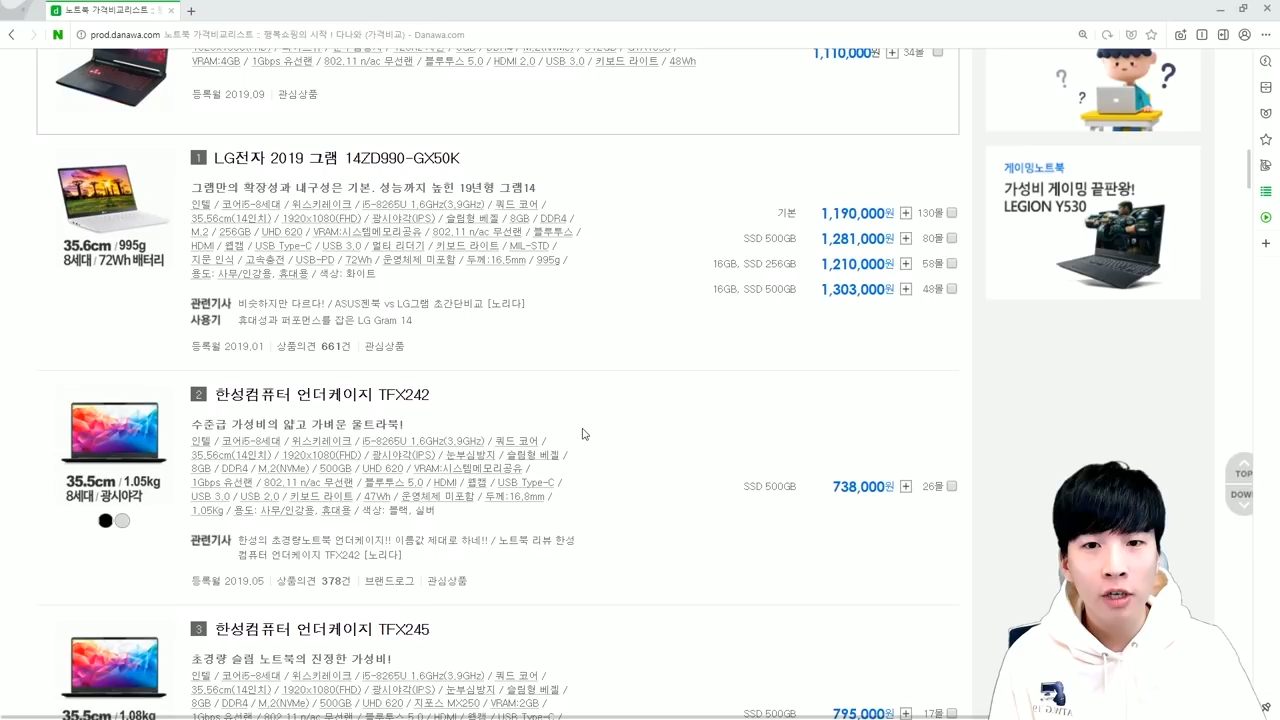 노트북 가격비교리스트 ::
prod.danawa.com 노트북 가격비교리스트 :: 행복쇼핑의 시작 ! 다나와 (가격비교) - Danawa.com
VRAM:4GB / 1Gbps 유선랜 / 802.11 n/ac 무선랜 / 블루투스 5.0 / HDMI 2.0 / USB 3.0 / 키보드 라이트 / 48Wh
1,110,000원 34몰
등록월 2019.09 관심상품
1 LG전자 2019 그램 14ZD990-GX50K
그램만의 확장성과 내구성은 기본. 성능까지 높힌 19년형 그램14
인텔 / 코어i5-8세대 / 위스키레이크 / i5-8265U 1.6GHz(3.9GHz) / 쿼드 코어 /
35.56cm(14인치) / 1920x1080(FHD) / 광시야각(IPS) / 슬림형 베젤 / 8GB / DDR4 /
M.2 / 256GB / UHD 620 / VRAM:시스템메모리공유 / 802.11 n/ac 무선랜 / 블루투스 /
HDMI / 웹캠 / USB Type-C / USB 3.0 / 멀티 리더기 / 키보드 라이트 / MIL-STD /
지문 인식 / 고속충전 / USB-PD / 72Wh / 운영체제 미포함 / 두께:16.5mm / 995g /
용도: 사무/인강용, 휴대용 / 색상: 화이트
35.6cm / 995g
8세대 / 72Wh 배터리
기본 1,190,000원 130몰
SSD 500GB 1,281,000원 80몰
16GB, SSD 256GB 1,210,000원 58몰
16GB, SSD 500GB 1,303,000원 48몰
관련기사 비슷하지만 다르다! / ASUS젠북 vs LG그램 초간단비교 [노리다]
사용기 휴대성과 퍼포먼스를 잡은 LG Gram 14
등록월 2019.01 상품의견 661건 관심상품
2 한성컴퓨터 언더케이지 TFX242
수준급 가성비의 얇고 가벼운 울트라북!
인텔 / 코어i5-8세대 / 위스키레이크 / i5-8265U 1.6GHz(3.9GHz) / 쿼드 코어 /
35.56cm(14인치) / 1920x1080(FHD) / 광시야각(IPS) / 눈부심방지 / 슬림형 베젤 /
8GB / DDR4 / M.2(NVMe) / 500GB / UHD 620 / VRAM:시스템메모리공유 /
1Gbps 유선랜 / 802.11 n/ac 무선랜 / 블루투스 5.0 / HDMI / 웹캠 / USB Type-C /
USB 3.0 / USB 2.0 / 키보드 라이트 / 47Wh / 운영체제 미포함 / 두께:16.8mm /
1.05Kg / 용도: 사무/인강용, 휴대용 / 색상: 블랙, 실버
35.5cm / 1.05kg
8세대 / 광시야각
SSD 500GB 738,000원 26몰
관련기사 한성의 초경량노트북 언더케이지!! 이름값 제대로 하네!! / 노트북 리뷰 한성
컴퓨터 언더케이지 TFX242 [노리다]
등록월 2019.05 상품의견 378건 브랜드로그 관심상품
3 한성컴퓨터 언더케이지 TFX245
초경량 슬림 노트북의 진정한 가성비!
인텔 / 코어i5-8세대 / 위스키레이크 / i5-8265U 1.6GHz(3.9GHz) / 쿼드 코어 /
35.56cm(14인치) / 1920x1080(FHD) / 광시야각(IPS) / 눈부심방지 / 슬림형 베젤 /
8GB / DDR4 / M.2(NVMe) / 500GB / 지포스 MX250 / VRAM:2GB /
1Gbps 유선랜 / 802.11 n/ac 무선랜 / 블루투스 5.0 / HDMI / 웹캠 / USB Type-C /
35.5cm / 1.08kg
SSD 500GB 795,000원 17몰
게이밍노트북
가성비 게이밍 끝판왕!
LEGION Y530
TOP
DOW